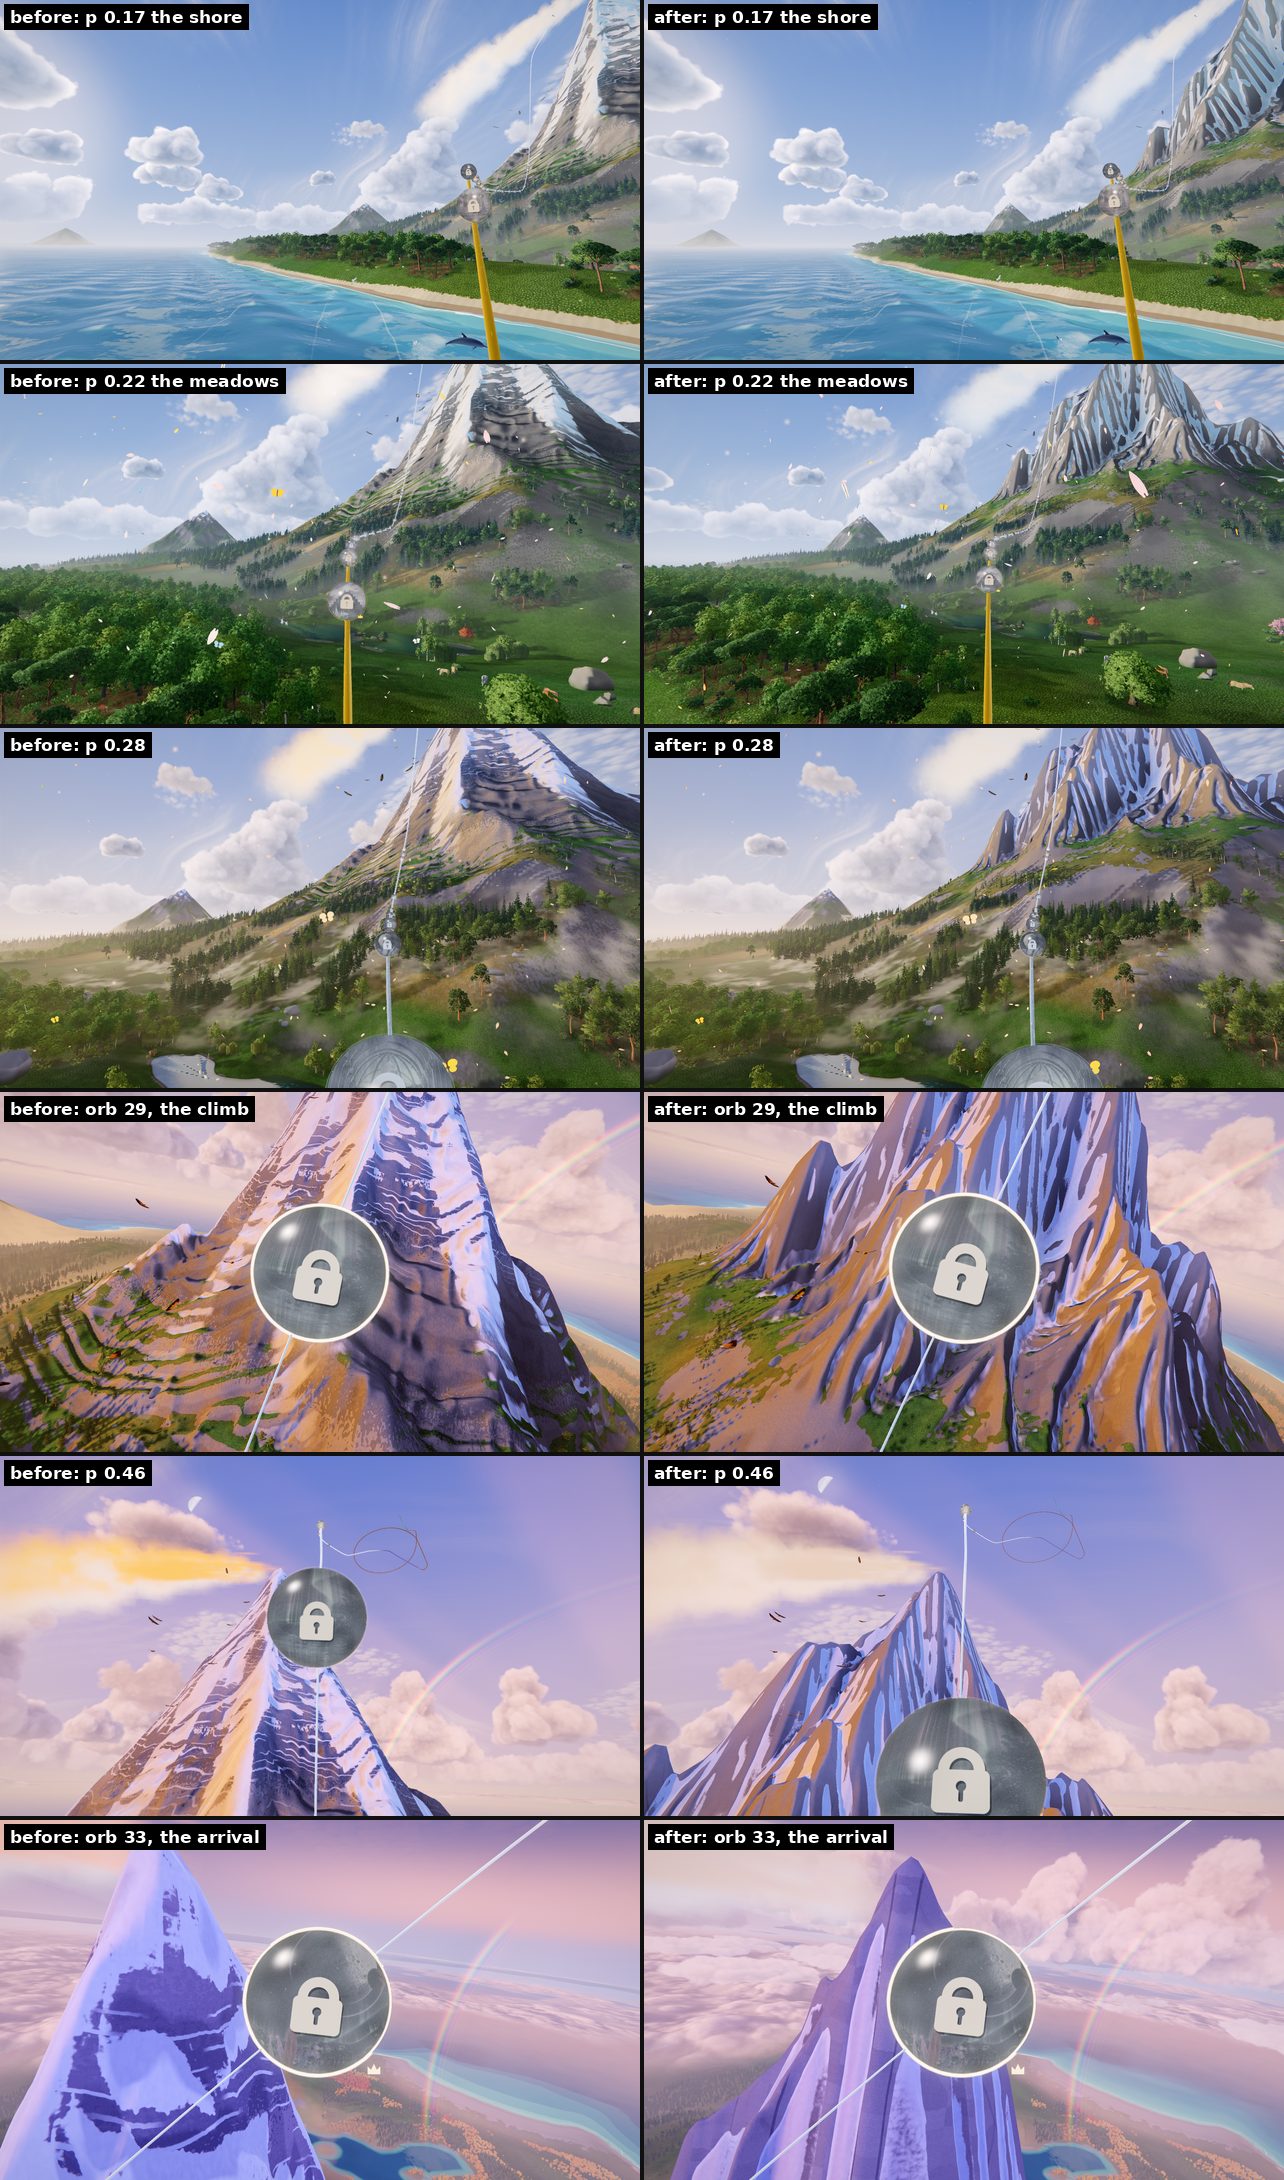 before: p 0.17 the shore
after: p 0.17 the shore
before: p 0.22 the meadows
after: p 0.22 the meadows
before: p 0.28
after: p 0.28
before: orb 29, the climb
after: orb 29, the climb
before: p 0.46
after: p 0.46
before: orb 33, the arrival
after: orb 33, the arrival